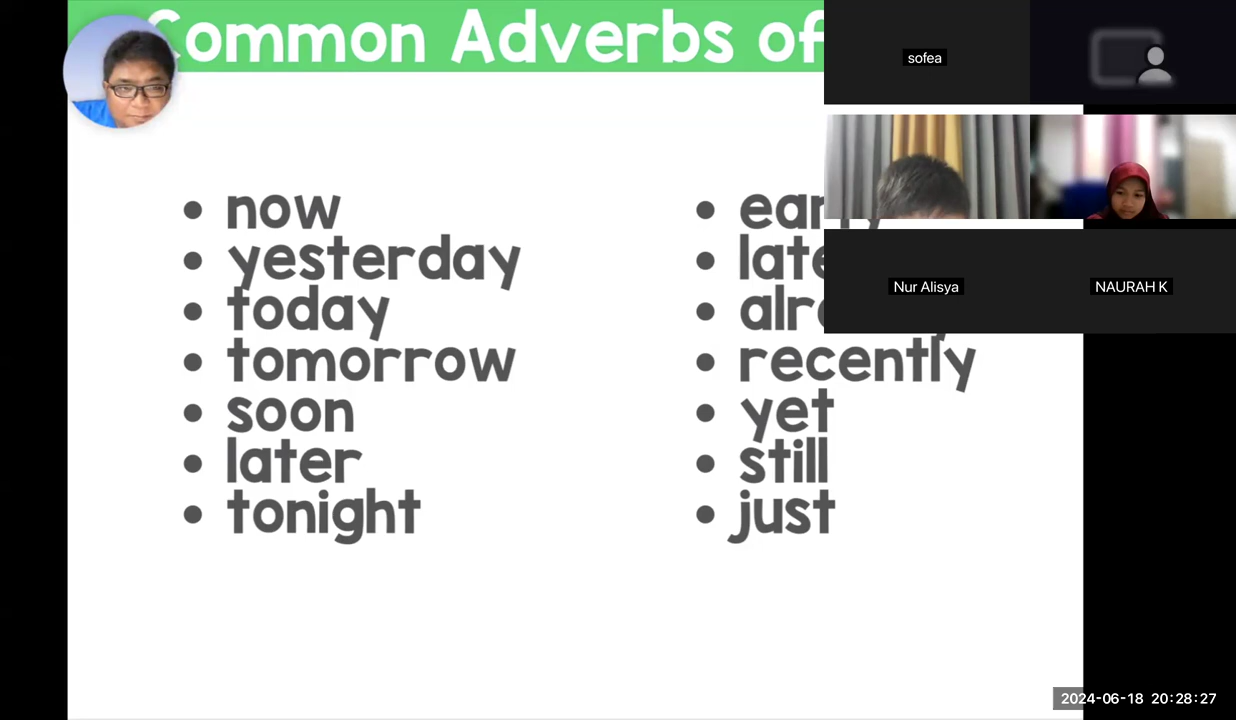 Common Adverbs of
now
yesterday
today
tomorrow
soon
later
tonight
recently
yet
still
just
sofea
Nur Alisya
NAURAH K
2024-06-18 20:28:27